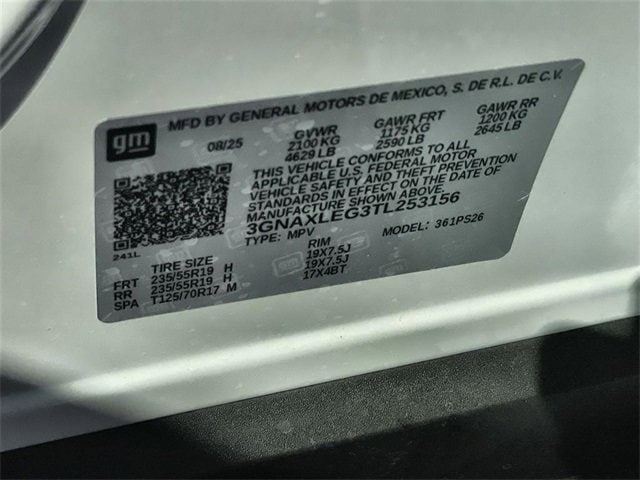 gm
MFD BY GENERAL MOTORS DE MEXICO, S. DE R.L. DE C.V.
08/25 GVWR GAWR FRT GAWR RR
2100 KG 1175 KG 1200 KG
4629 LB 2590 LB 2645 LB
THIS VEHICLE CONFORMS TO ALL
APPLICABLE U.S. FEDERAL MOTOR
VEHICLE SAFETY AND THEFT PREVENTION
STANDARDS IN EFFECT ON THE DATE OF
MANUFACTURE SHOWN ABOVE.
3GNAXLEG3TL253156
TYPE: MPV MODEL: 361PS26
241L
TIRE SIZE RIM
FRT 235/55R19 H 19X7.5J
RR 235/55R19 H 19X7.5J
SPA T125/70R17 M 17X4BT